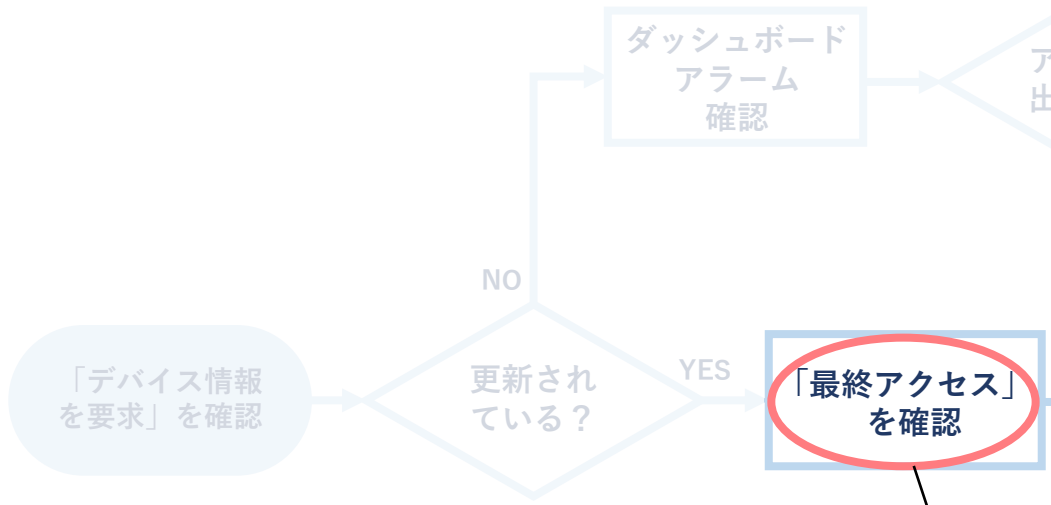 ダッシュボード
アラーム
確認
ア
出
NO
「デバイス情報
を要求」を確認
更新され
ている？
YES
「最終アクセス」
を確認